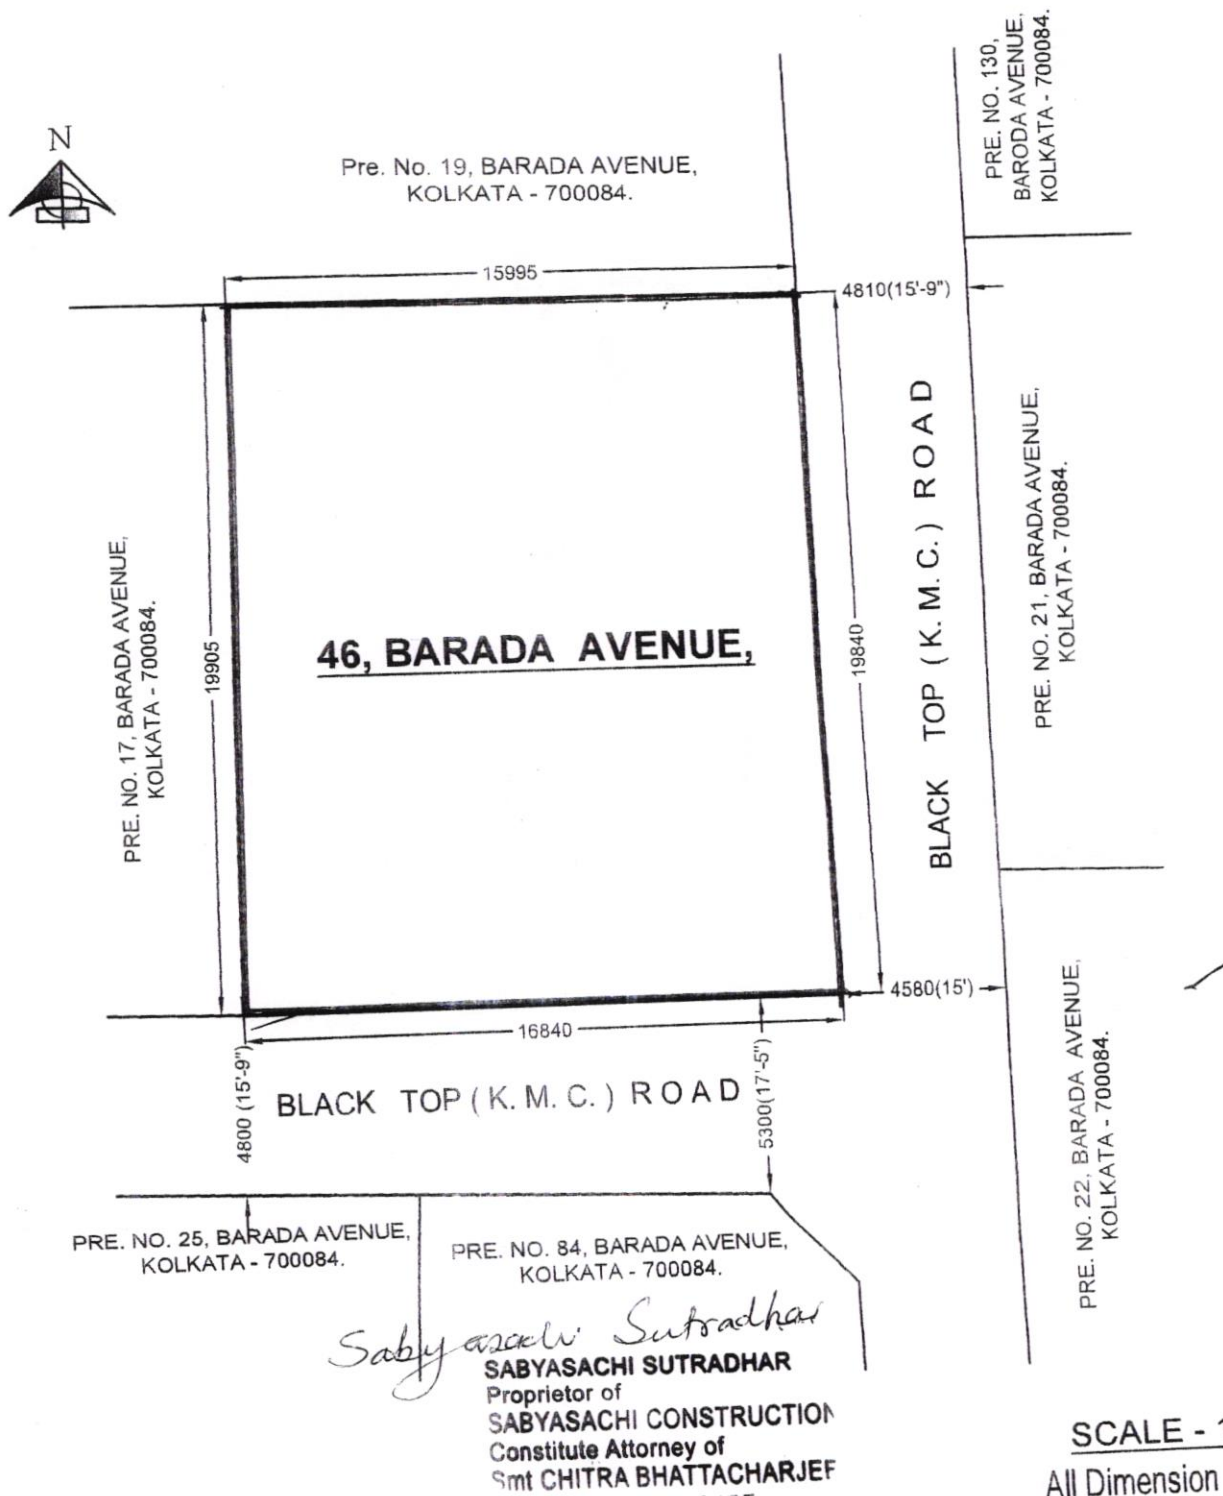 PRE. NO. 130,
BARODA AVENUE,
KOLKATA - 700084.
N
Pre. No. 19, BARADA AVENUE,
KOLKATA - 700084.
15995
4810(15'-9")
PRE. NO. 17, BARADA AVENUE,
KOLKATA - 700084.
19905
46, BARADA AVENUE,
19840
BLACK TOP (K. M. C.) ROAD
PRE. NO. 21, BARADA AVENUE,
KOLKATA - 700084.
4580(15')
16840
4800 (15'-9")
BLACK TOP (K. M. C.) ROAD
5300(17'-5")
PRE. NO. 22, BARADA AVENUE,
KOLKATA - 700084.
PRE. NO. 25, BARADA AVENUE,
KOLKATA - 700084.
PRE. NO. 84, BARADA AVENUE,
KOLKATA - 700084.
Sabyasachi Sutradhar
SABYASACHI SUTRADHAR
Proprietor of
SABYASACHI CONSTRUCTION
Constitute Attorney of
Smt CHITRA BHATTACHARJEE
SCALE - 1
All Dimension